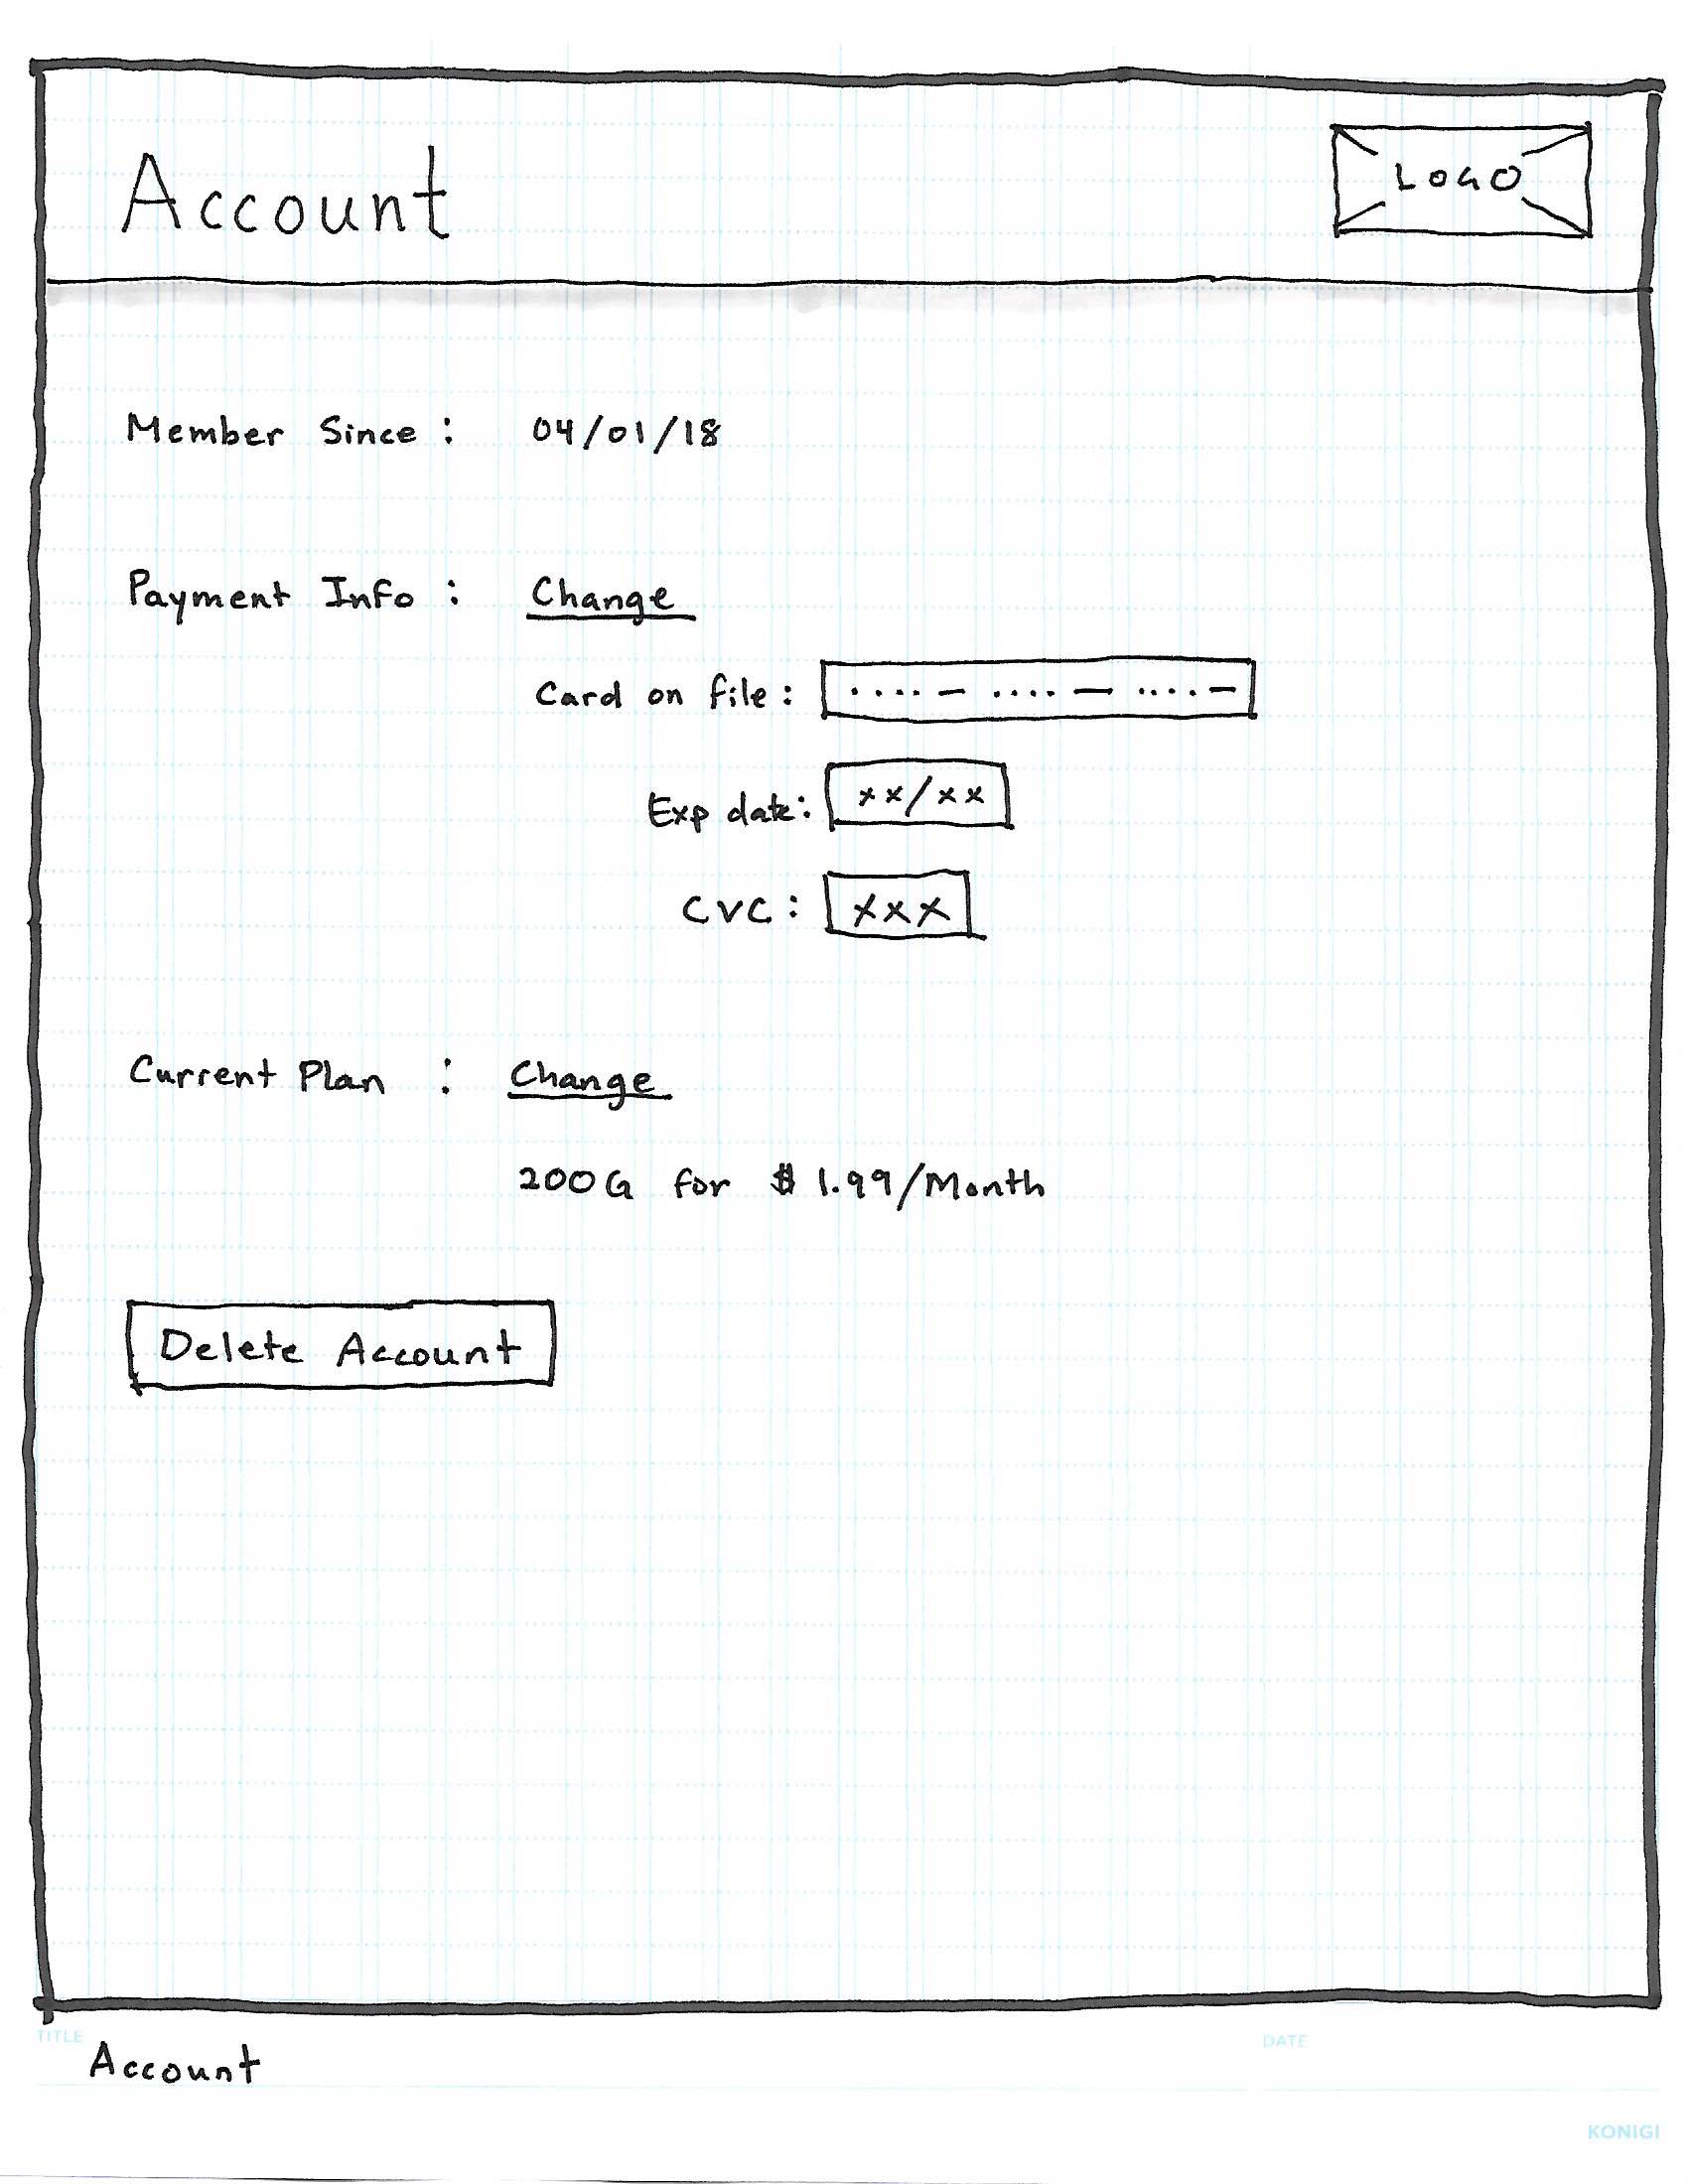 Account
LOGO
Member Since : 04/01/18
Payment Info : Change
Card on file : ····–····–····–
Exp date: xx/xx
CVC : xxx
Current Plan : Change
200G for $1.99/Month
Delete Account
TITLE
DATE
Account
KONIGI